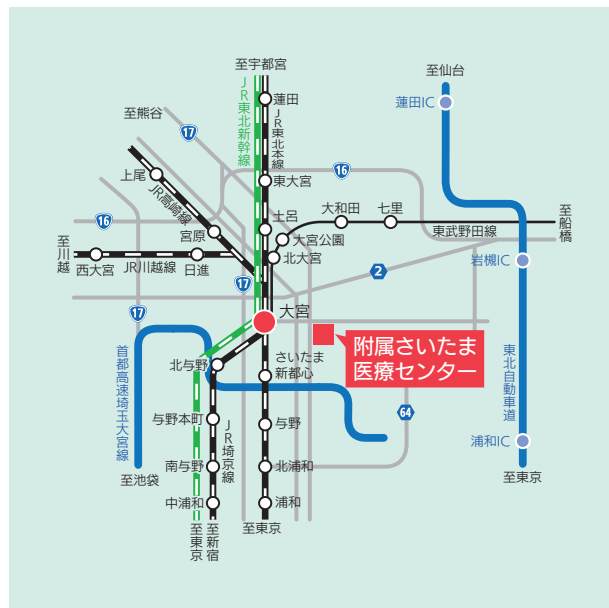 至宇都宮
至仙台
蓮田IC
蓮田
JR東北新幹線
JR東北本線
至熊谷
17
16
上尾
東大宮
JR高崎線
大和田
七里
至船橋
16
土呂
東武野田線
宮原
大宮公園
至川越
北大宮
西大宮
JR川越線
日進
岩槻IC
2
17
17
大宮
附属さいたま
医療センター
首都高速埼玉大宮線
北与野
さいたま
新都心
東北自動車道
与野本町
JR埼京線
与野
64
浦和IC
至池袋
南与野
北浦和
至東京
中浦和
浦和
至東京
至新宿
至東京